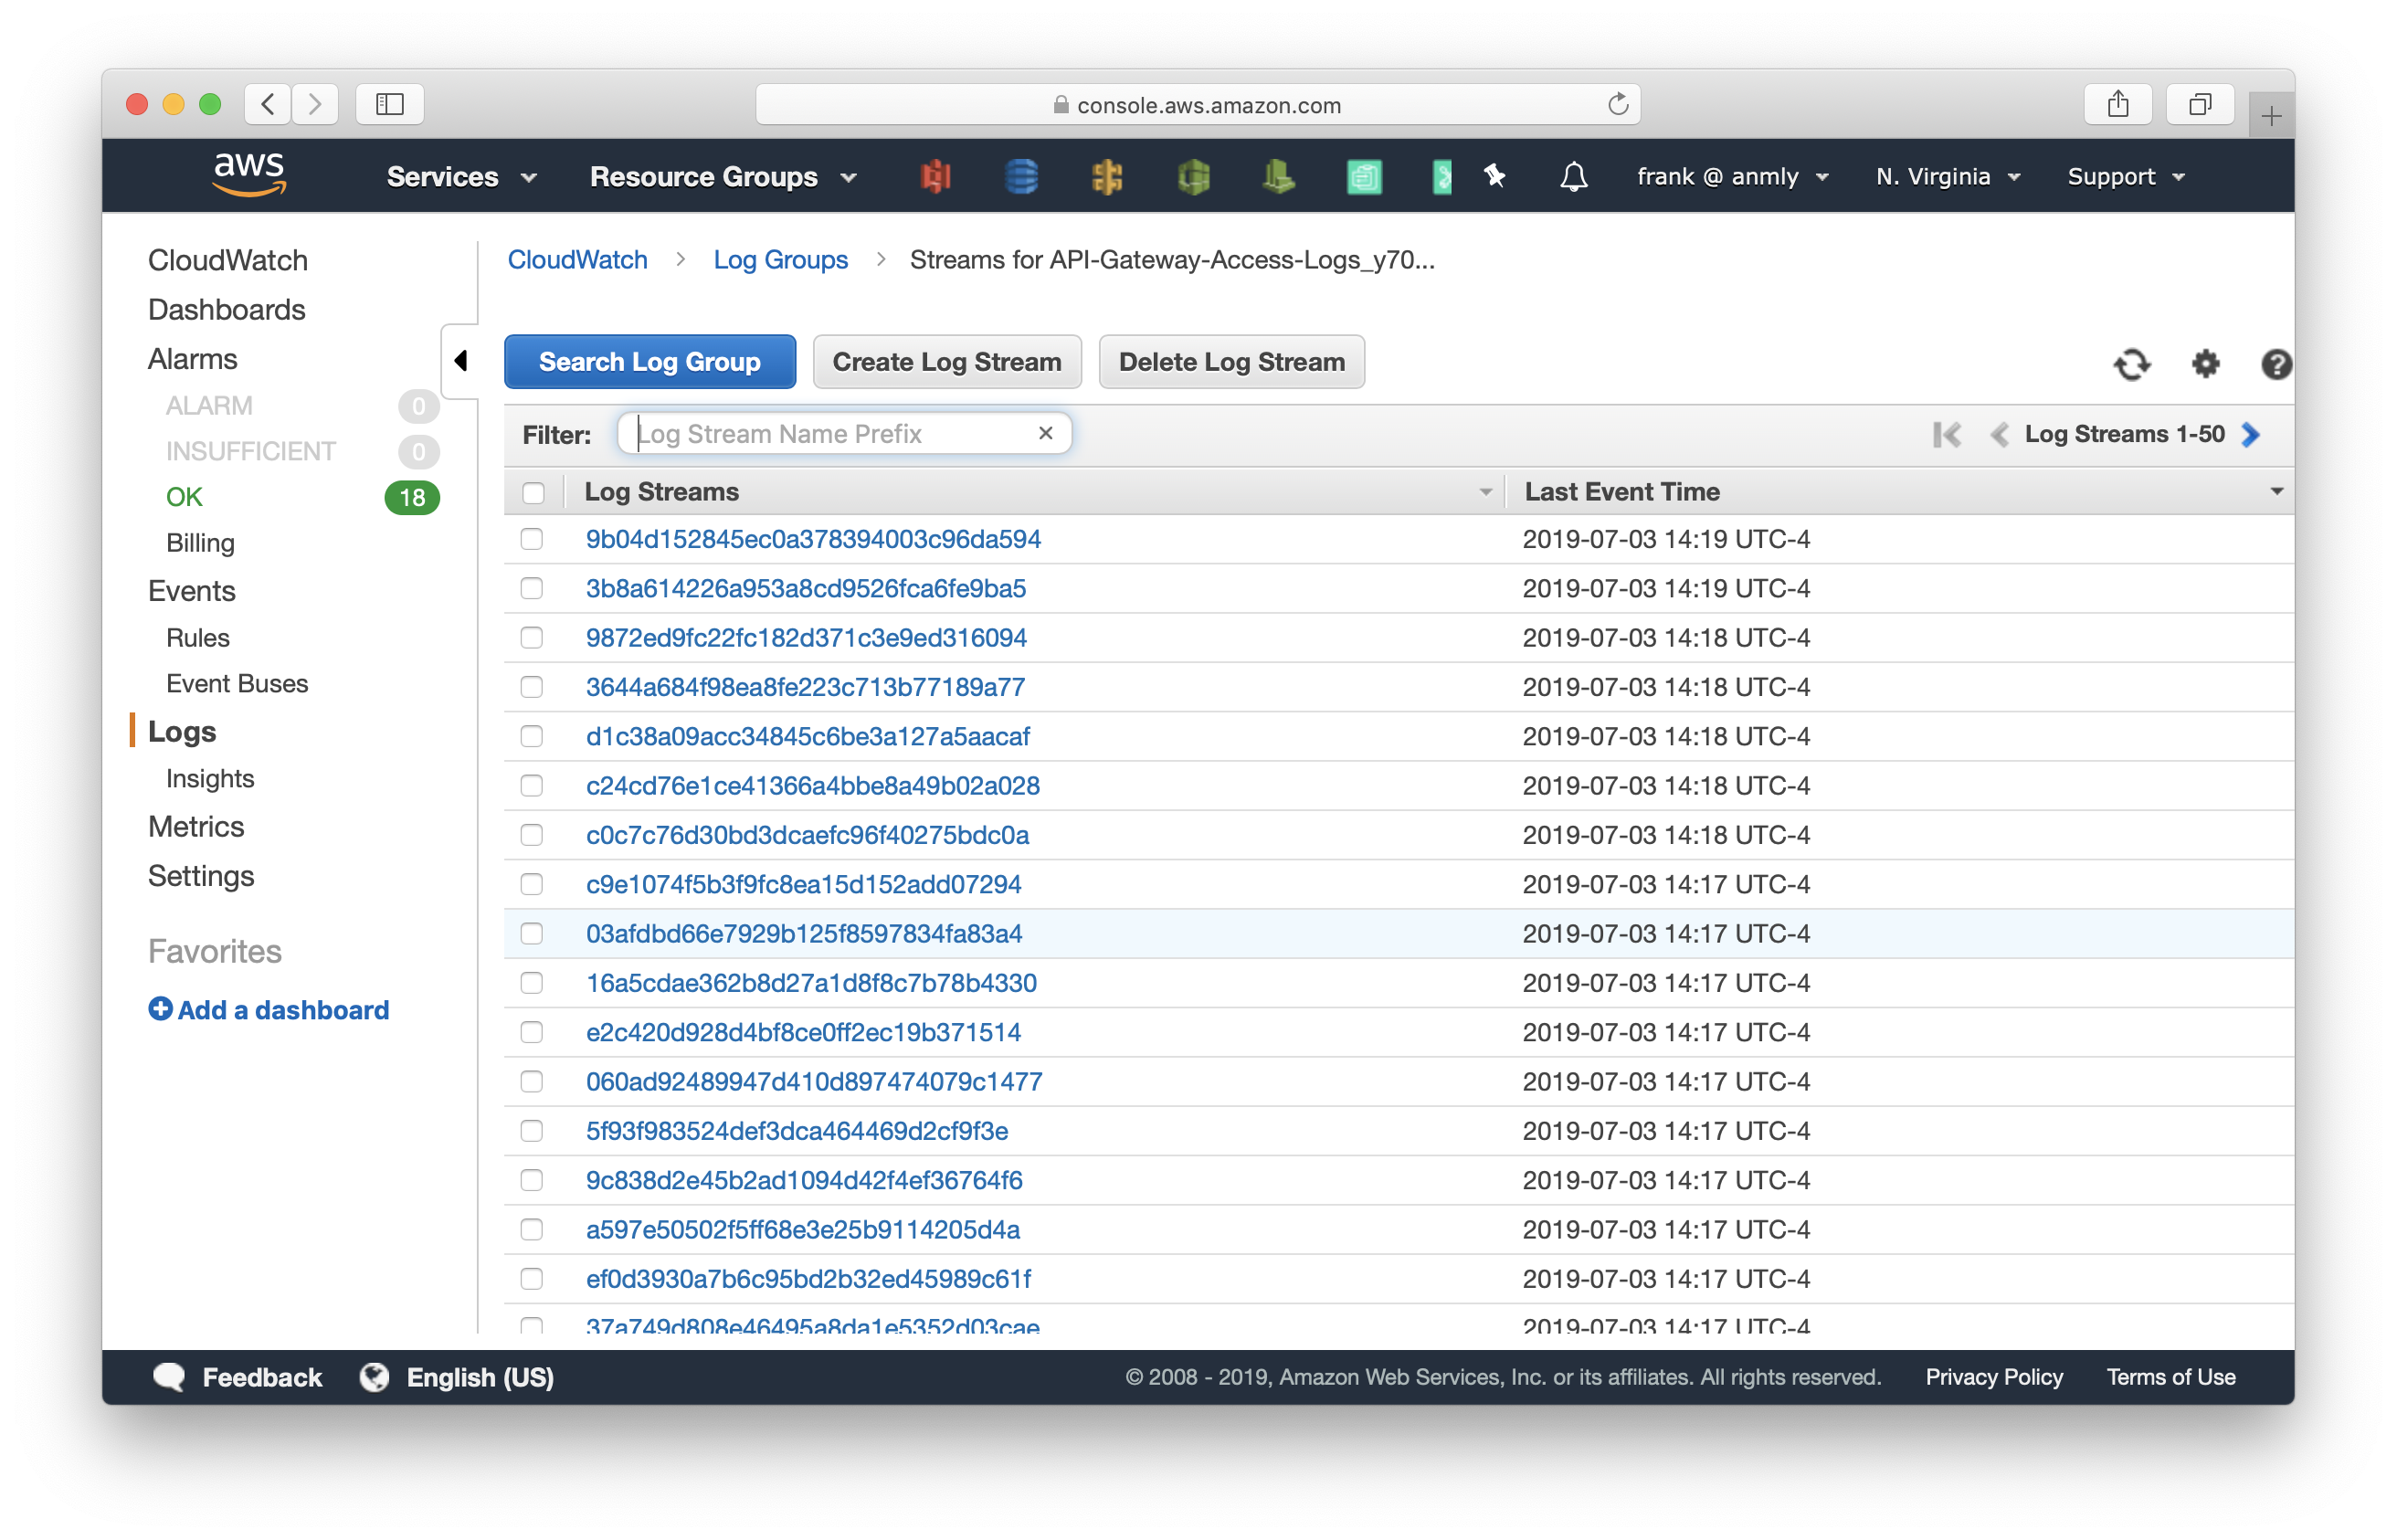 console.aws.amazon.com
aws Services Resource Groups frank @ anmly N. Virginia Support
CloudWatch
Dashboards
Alarms
ALARM 0
INSUFFICIENT 0
OK 18
Billing
Events
Rules
Event Buses
Logs
Insights
Metrics
Settings
Favorites
Add a dashboard
CloudWatch > Log Groups > Streams for API-Gateway-Access-Logs_y70...
Search Log Group Create Log Stream Delete Log Stream
Filter: Log Stream Name Prefix × Log Streams 1-50
Log Streams Last Event Time
9b04d152845ec0a378394003c96da594 2019-07-03 14:19 UTC-4
3b8a614226a953a8cd9526fca6fe9ba5 2019-07-03 14:19 UTC-4
9872ed9fc22fc182d371c3e9ed316094 2019-07-03 14:18 UTC-4
3644a684f98ea8fe223c713b77189a77 2019-07-03 14:18 UTC-4
d1c38a09acc34845c6be3a127a5aacaf 2019-07-03 14:18 UTC-4
c24cd76e1ce41366a4bbe8a49b02a028 2019-07-03 14:18 UTC-4
c0c7c76d30bd3dcaefc96f40275bdc0a 2019-07-03 14:18 UTC-4
c9e1074f5b3f9fc8ea15d152add07294 2019-07-03 14:17 UTC-4
03afdbd66e7929b125f8597834fa83a4 2019-07-03 14:17 UTC-4
16a5cdae362b8d27a1d8f8c7b78b4330 2019-07-03 14:17 UTC-4
e2c420d928d4bf8ce0ff2ec19b371514 2019-07-03 14:17 UTC-4
060ad92489947d410d897474079c1477 2019-07-03 14:17 UTC-4
5f93f983524def3dca464469d2cf9f3e 2019-07-03 14:17 UTC-4
9c838d2e45b2ad1094d42f4ef36764f6 2019-07-03 14:17 UTC-4
a597e50502f5ff68e3e25b9114205d4a 2019-07-03 14:17 UTC-4
ef0d3930a7b6c95bd2b32ed45989c61f 2019-07-03 14:17 UTC-4
37a749d808e46495a8da1e5352d03cae 2019-07-03 14:17 UTC-4
Feedback English (US) © 2008 - 2019, Amazon Web Services, Inc. or its affiliates. All rights reserved. Privacy Policy Terms of Use